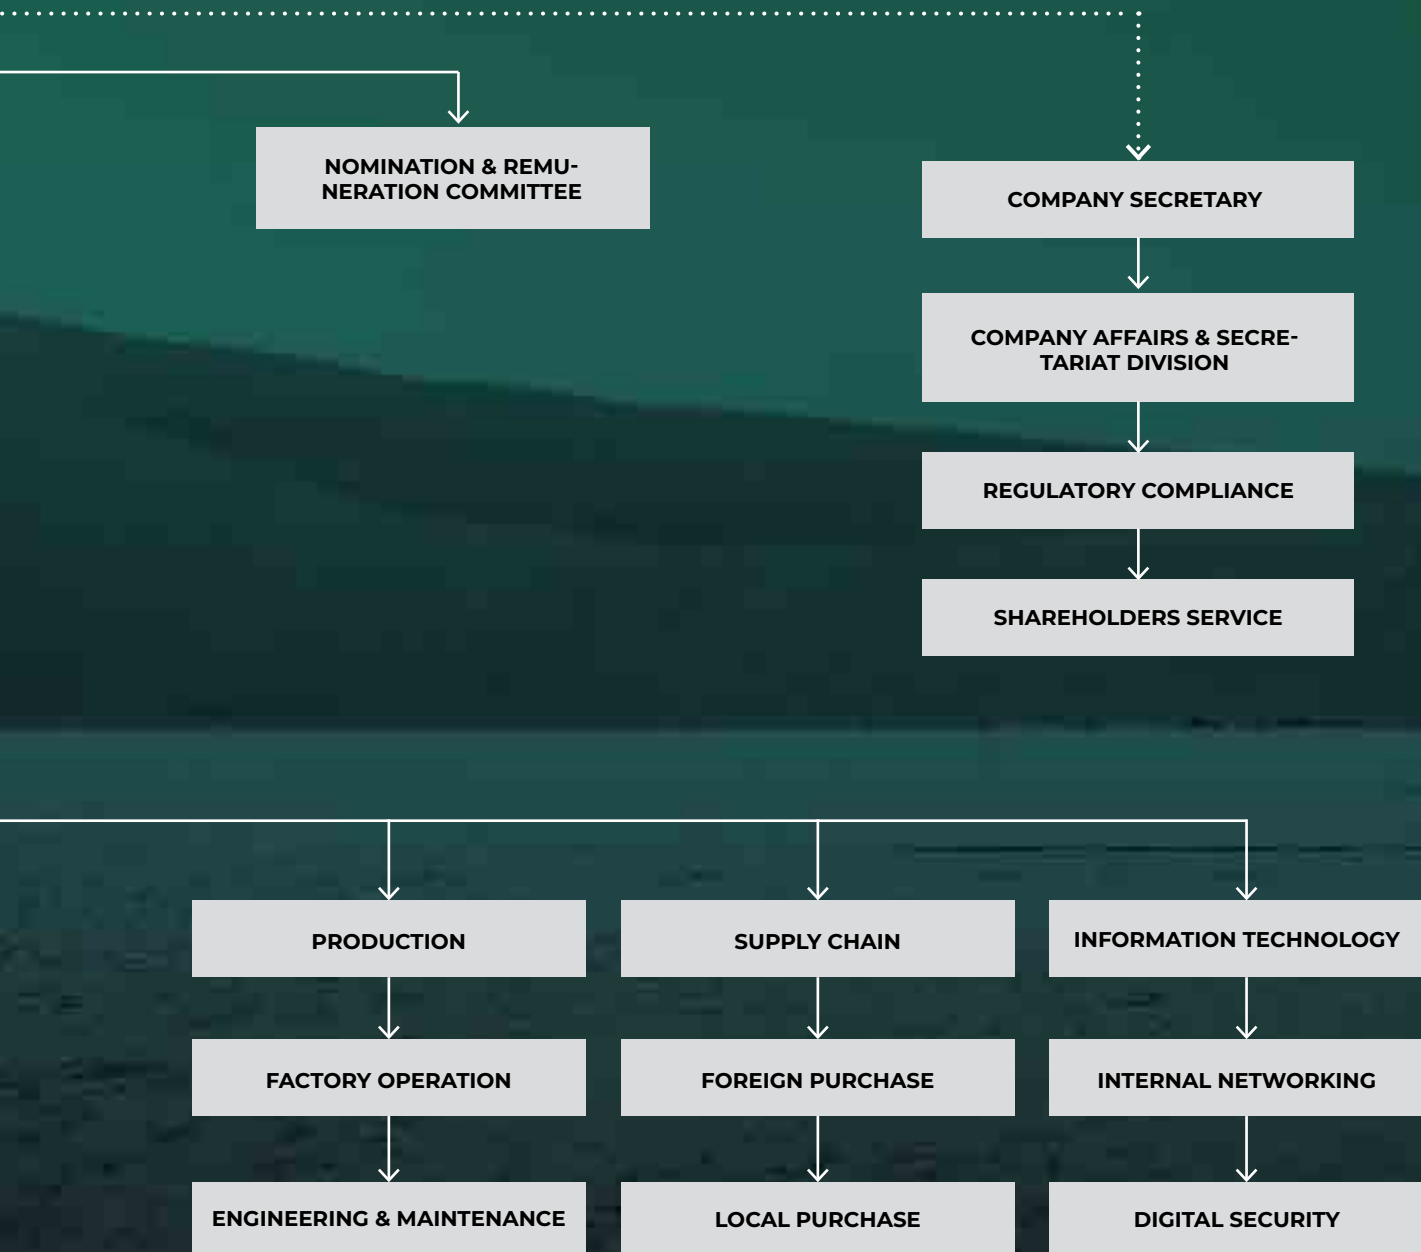 NOMINATION & REMU-
NERATION COMMITTEE
COMPANY SECRETARY
COMPANY AFFAIRS & SECRE-
TARIAT DIVISION
REGULATORY COMPLIANCE
SHAREHOLDERS SERVICE
PRODUCTION
SUPPLY CHAIN
INFORMATION TECHNOLOGY
FACTORY OPERATION
FOREIGN PURCHASE
INTERNAL NETWORKING
ENGINEERING & MAINTENANCE
LOCAL PURCHASE
DIGITAL SECURITY